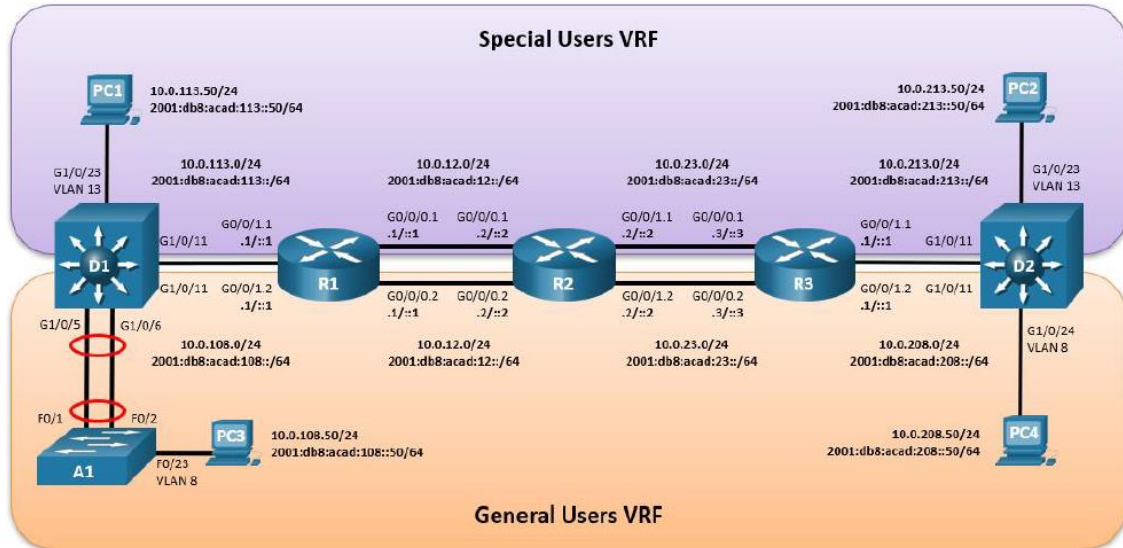 Special Users VRF
PC1
10.0.113.50/24
2001:db8:acad:113::50/64
10.0.213.50/24
2001:db8:acad:213::50/64
PC2
G1/0/23
VLAN 13
10.0.113.0/24
2001:db8:acad:113::/64
10.0.12.0/24
2001:db8:acad:12::/64
10.0.23.0/24
2001:db8:acad:23::/64
10.0.213.0/24
2001:db8:acad:213::/64
G1/0/23
VLAN 13
D1
G1/0/11
G0/0/1.1
.1/::1
R1
G0/0/0.1
.1/::1
G0/0/0.1
.2/::2
R2
G0/0/1.1
.2/::2
G0/0/0.1
.3/::3
R3
G0/0/1.1
.1/::1
G1/0/11
D2
G1/0/11
G0/0/1.2
.1/::1
G0/0/0.2
.1/::1
G0/0/0.2
.2/::2
G0/0/1.2
.2/::2
G0/0/0.2
.3/::3
G0/0/1.2
.1/::1
G1/0/11
G1/0/5
G1/0/6
10.0.108.0/24
2001:db8:acad:108::/64
10.0.12.0/24
2001:db8:acad:12::/64
10.0.23.0/24
2001:db8:acad:23::/64
10.0.208.0/24
2001:db8:acad:208::/64
G1/0/24
VLAN 8
F0/1
F0/2
A1
F0/23
VLAN 8
PC3
10.0.108.50/24
2001:db8:acad:108::50/64
10.0.208.50/24
2001:db8:acad:208::50/64
PC4
General Users VRF